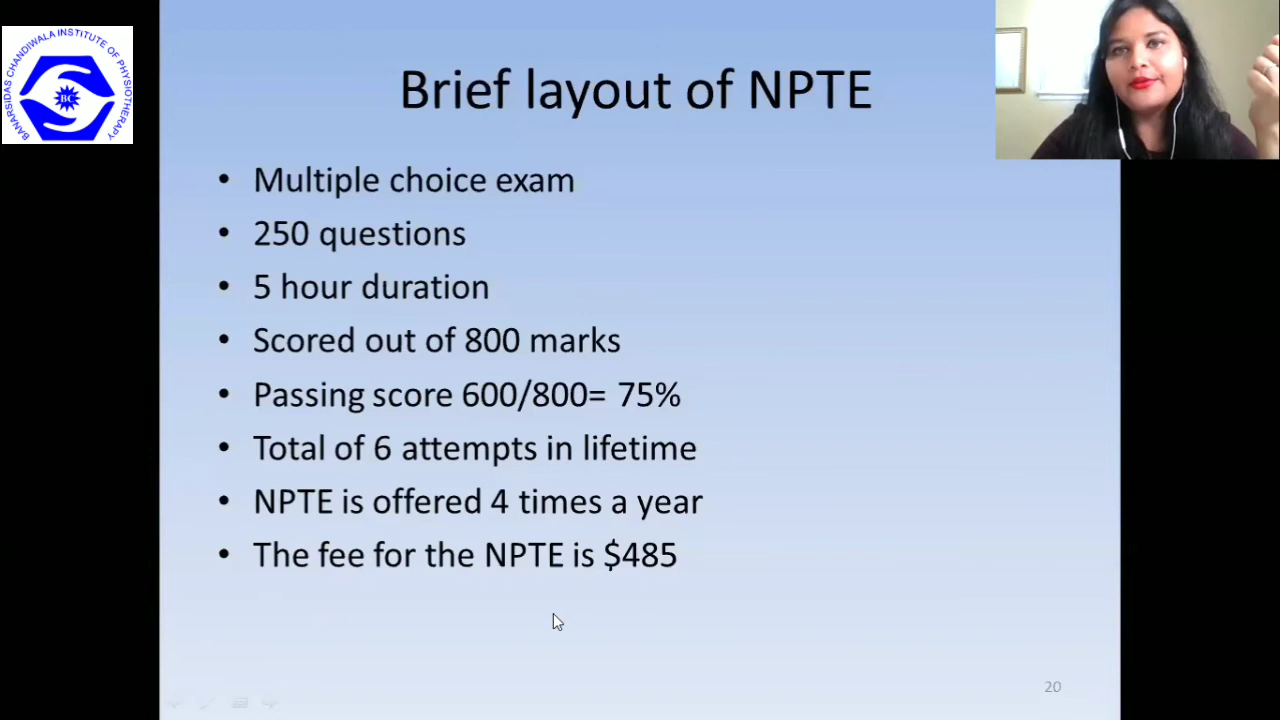 BANARSIDAS CHANDIWALA INSTITUTE OF PHYSIOTHERAPY
BC
Brief layout of NPTE
• Multiple choice exam
• 250 questions
• 5 hour duration
• Scored out of 800 marks
• Passing score 600/800= 75%
• Total of 6 attempts in lifetime
• NPTE is offered 4 times a year
• The fee for the NPTE is $485
20